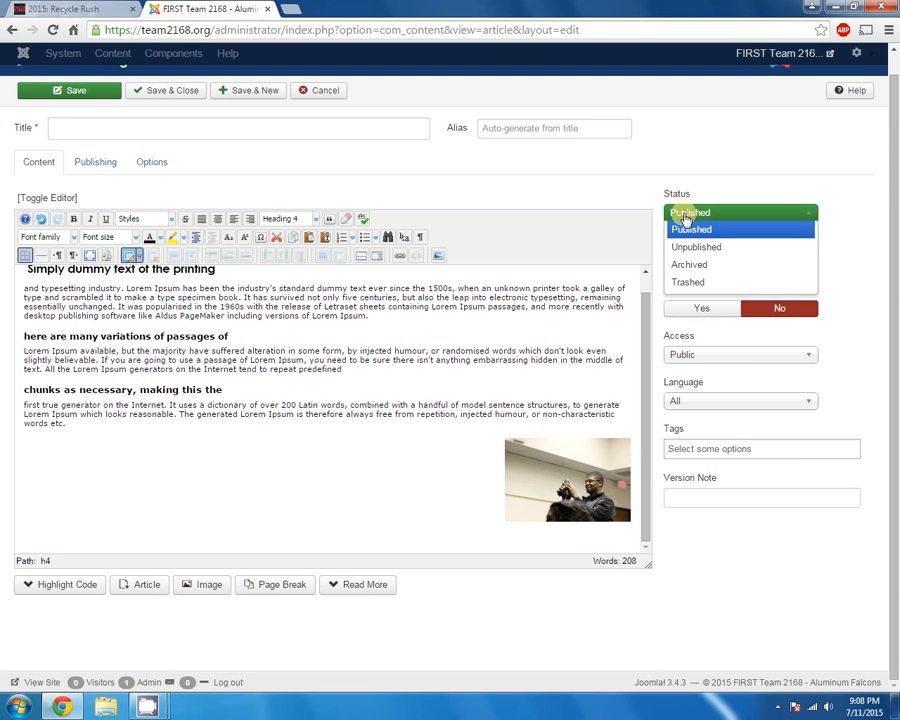 2015: Recycle Rush
FIRST Team 2168 - Alumin
https://team2168.org/administrator/index.php?option=com_content&view=article&layout=edit
ABP
System Content Components Help
FIRST Team 216...
Save
Save & Close
Save & New
Cancel
Help
Title *
Alias
Auto-generate from title
Content
Publishing
Options
[Toggle Editor]
Status
Published
Published
Unpublished
Archived
Trashed
Yes
No
Access
Public
Language
All
Tags
Select some options
Version Note
Styles
Heading 4
Font family
Font size
Simply dummy text of the printing
and typesetting industry. Lorem Ipsum has been the industry's standard dummy text ever since the 1500s, when an unknown printer took a galley of
type and scrambled it to make a type specimen book. It has survived not only five centuries, but also the leap into electronic typesetting, remaining
essentially unchanged. It was popularised in the 1960s with the release of Letraset sheets containing Lorem Ipsum passages, and more recently with
desktop publishing software like Aldus PageMaker including versions of Lorem Ipsum.
here are many variations of passages of
Lorem Ipsum available, but the majority have suffered alteration in some form, by injected humour, or randomised words which don't look even
slightly believable. If you are going to use a passage of Lorem Ipsum, you need to be sure there isn't anything embarrassing hidden in the middle of
text. All the Lorem Ipsum generators on the Internet tend to repeat predefined
chunks as necessary, making this the
first true generator on the Internet. It uses a dictionary of over 200 Latin words, combined with a handful of model sentence structures, to generate
Lorem Ipsum which looks reasonable. The generated Lorem Ipsum is therefore always free from repetition, injected humour, or non-characteristic
words etc.
Path: h4
Words: 208
Highlight Code
Article
Image
Page Break
Read More
View Site
0 Visitors
1 Admin
0
Log out
Joomla! 3.4.3 — © 2015 FIRST Team 2168 - Aluminum Falcons
9:08 PM
7/11/2015